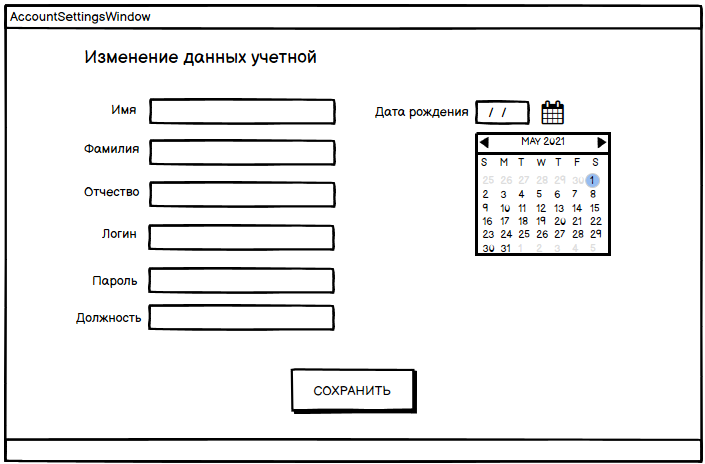 AccountSettingsWindow
Изменение данных учетной
Имя
Дата рождения / /
Фамилия
MAY 2021
S M T W T F S
25 26 27 28 29 30 1
2 3 4 5 6 7 8
9 10 11 12 13 14 15
16 17 18 19 20 21 22
23 24 25 26 27 28 29
30 31 1 2 3 4 5
Отчество
Логин
Пароль
Должность
СОХРАНИТЬ